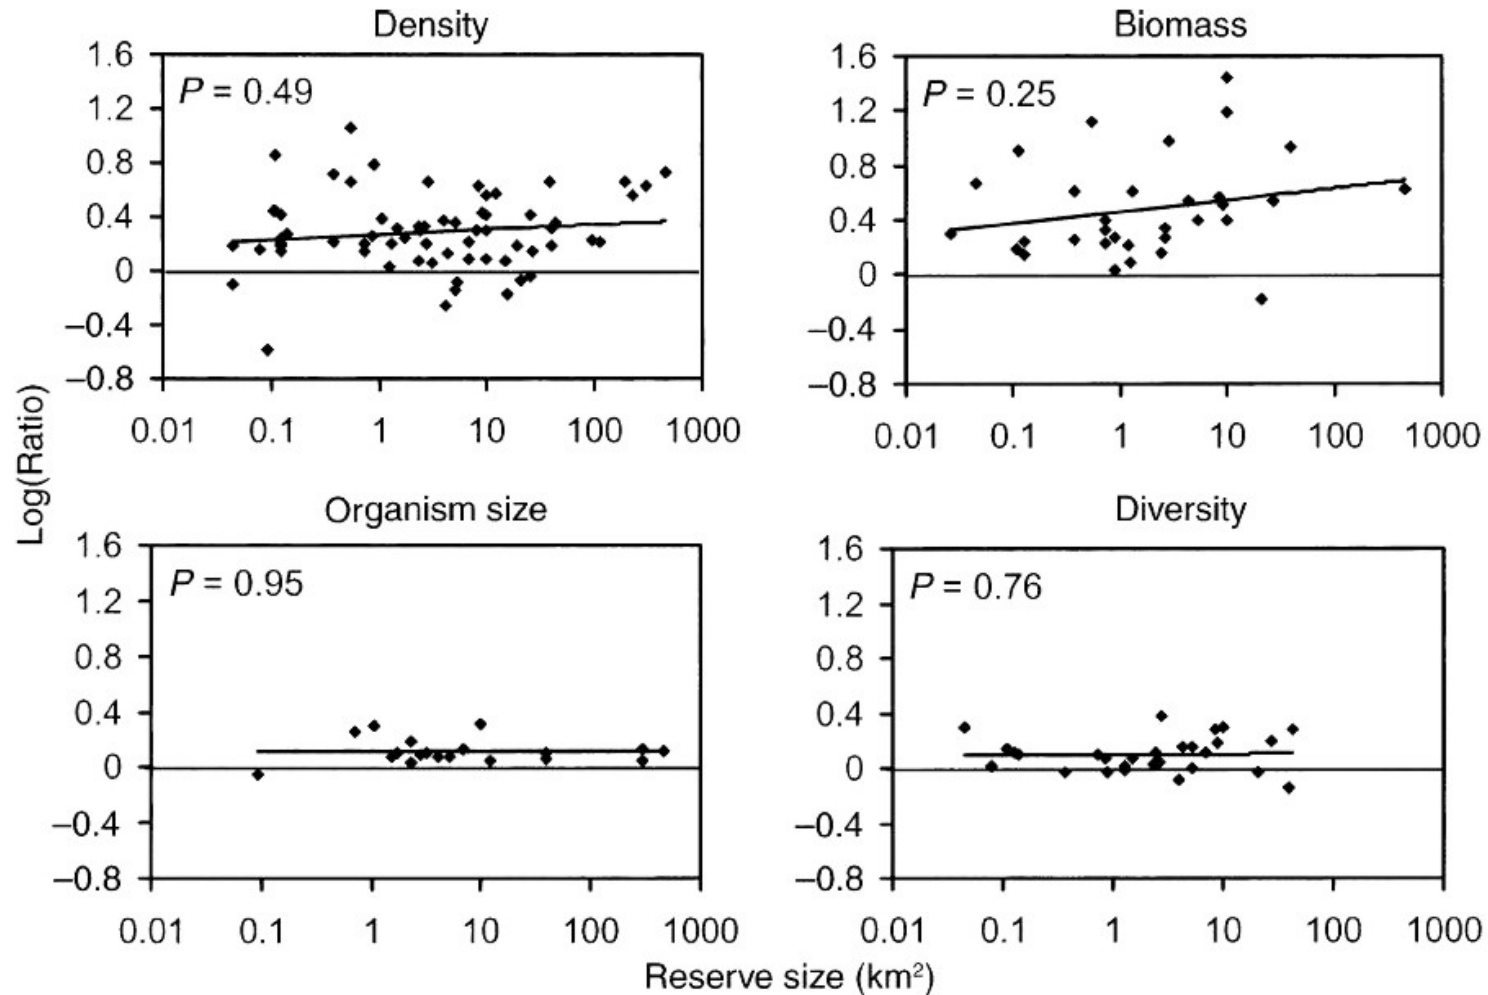 Density
1.6
P = 0.49
1.2
0.8
0.4
0
–0.4
–0.8
0.01 0.1 1 10 100 1000
Biomass
1.6
P = 0.25
1.2
0.8
0.4
0
–0.4
–0.8
0.01 0.1 1 10 100 1000
Log(Ratio)
Organism size
1.6
P = 0.95
1.2
0.8
0.4
0
–0.4
–0.8
0.01 0.1 1 10 100 1000
Diversity
1.6
P = 0.76
1.2
0.8
0.4
0
–0.4
–0.8
0.01 0.1 1 10 100 1000
Reserve size (km²)